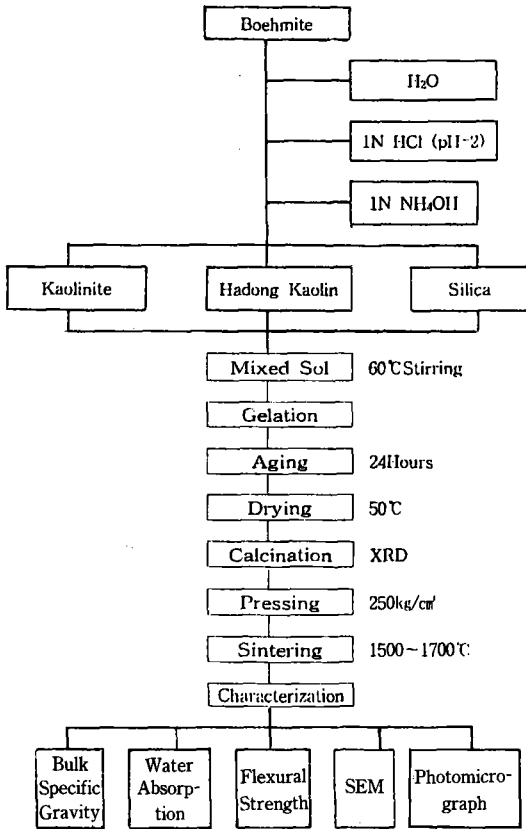 Boehmite
H₂O
1N HCl (pH-2)
1N NH₄OH
Kaolinite
Hadong Kaolin
Silica
Mixed Sol
60℃Stirring
Gelation
Aging
24Hours
Drying
50℃
Calcination
XRD
Pressing
250kg/㎠
Sintering
1500~1700℃
Characterization
Bulk
Specific
Gravity
Water
Absorp-
tion
Flexural
Strength
SEM
Photomicro-
graph